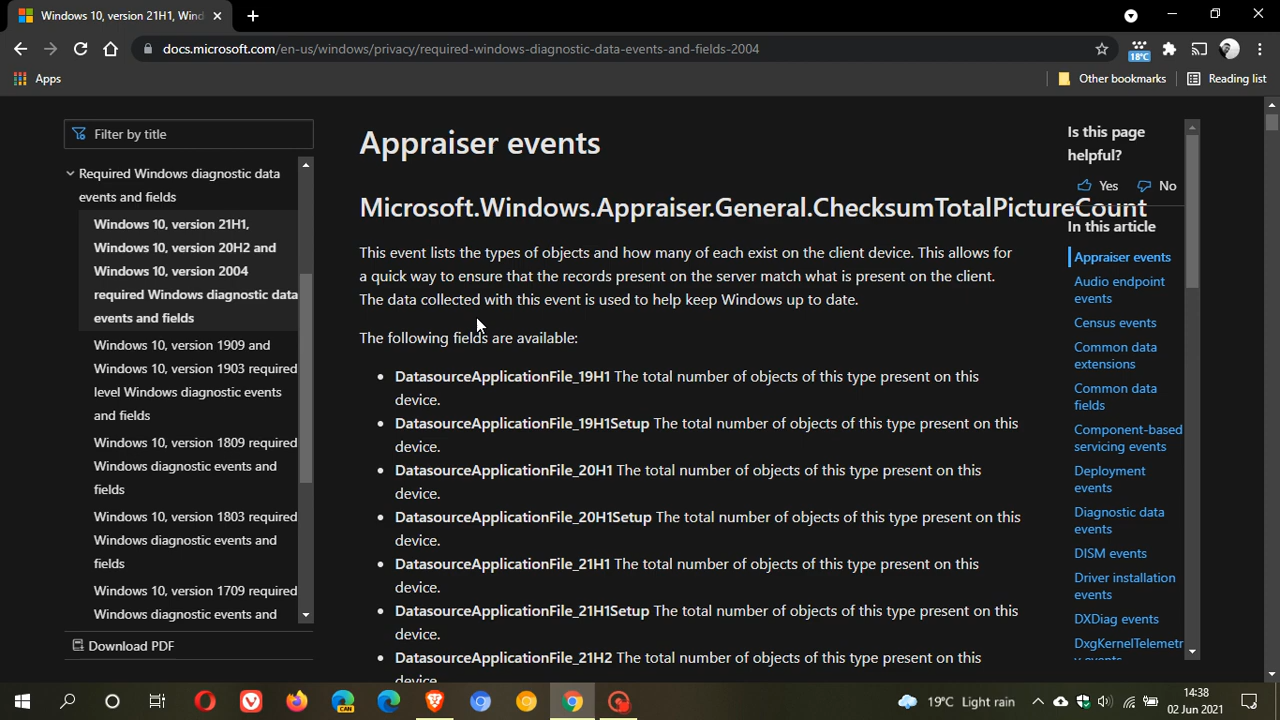 Windows 10, version 21H1, Wind
docs.microsoft.com/en-us/windows/privacy/required-windows-diagnostic-data-events-and-fields-2004
18°C
Apps
Other bookmarks
Reading list
Filter by title
Required Windows diagnostic data
events and fields
Windows 10, version 21H1,
Windows 10, version 20H2 and
Windows 10, version 2004
required Windows diagnostic data
events and fields
Windows 10, version 1909 and
Windows 10, version 1903 required
level Windows diagnostic events
and fields
Windows 10, version 1809 required
Windows diagnostic events and
fields
Windows 10, version 1803 required
Windows diagnostic events and
fields
Windows 10, version 1709 required
Windows diagnostic events and
Download PDF
Appraiser events
Microsoft.Windows.Appraiser.General.ChecksumTotalPictureCount
This event lists the types of objects and how many of each exist on the client device. This allows for
a quick way to ensure that the records present on the server match what is present on the client.
The data collected with this event is used to help keep Windows up to date.
The following fields are available:
• DatasourceApplicationFile_19H1 The total number of objects of this type present on this
device.
• DatasourceApplicationFile_19H1Setup The total number of objects of this type present on this
device.
• DatasourceApplicationFile_20H1 The total number of objects of this type present on this
device.
• DatasourceApplicationFile_20H1Setup The total number of objects of this type present on this
device.
• DatasourceApplicationFile_21H1 The total number of objects of this type present on this
device.
• DatasourceApplicationFile_21H1Setup The total number of objects of this type present on this
device.
• DatasourceApplicationFile_21H2 The total number of objects of this type present on this
device.
Is this page
helpful?
Yes No
In this article
Appraiser events
Audio endpoint
events
Census events
Common data
extensions
Common data
fields
Component-based
servicing events
Deployment
events
Diagnostic data
events
DISM events
Driver installation
events
DXDiag events
DxgKernelTelemetr
y events
CAN
19°C Light rain
14:38
02 Jun 2021